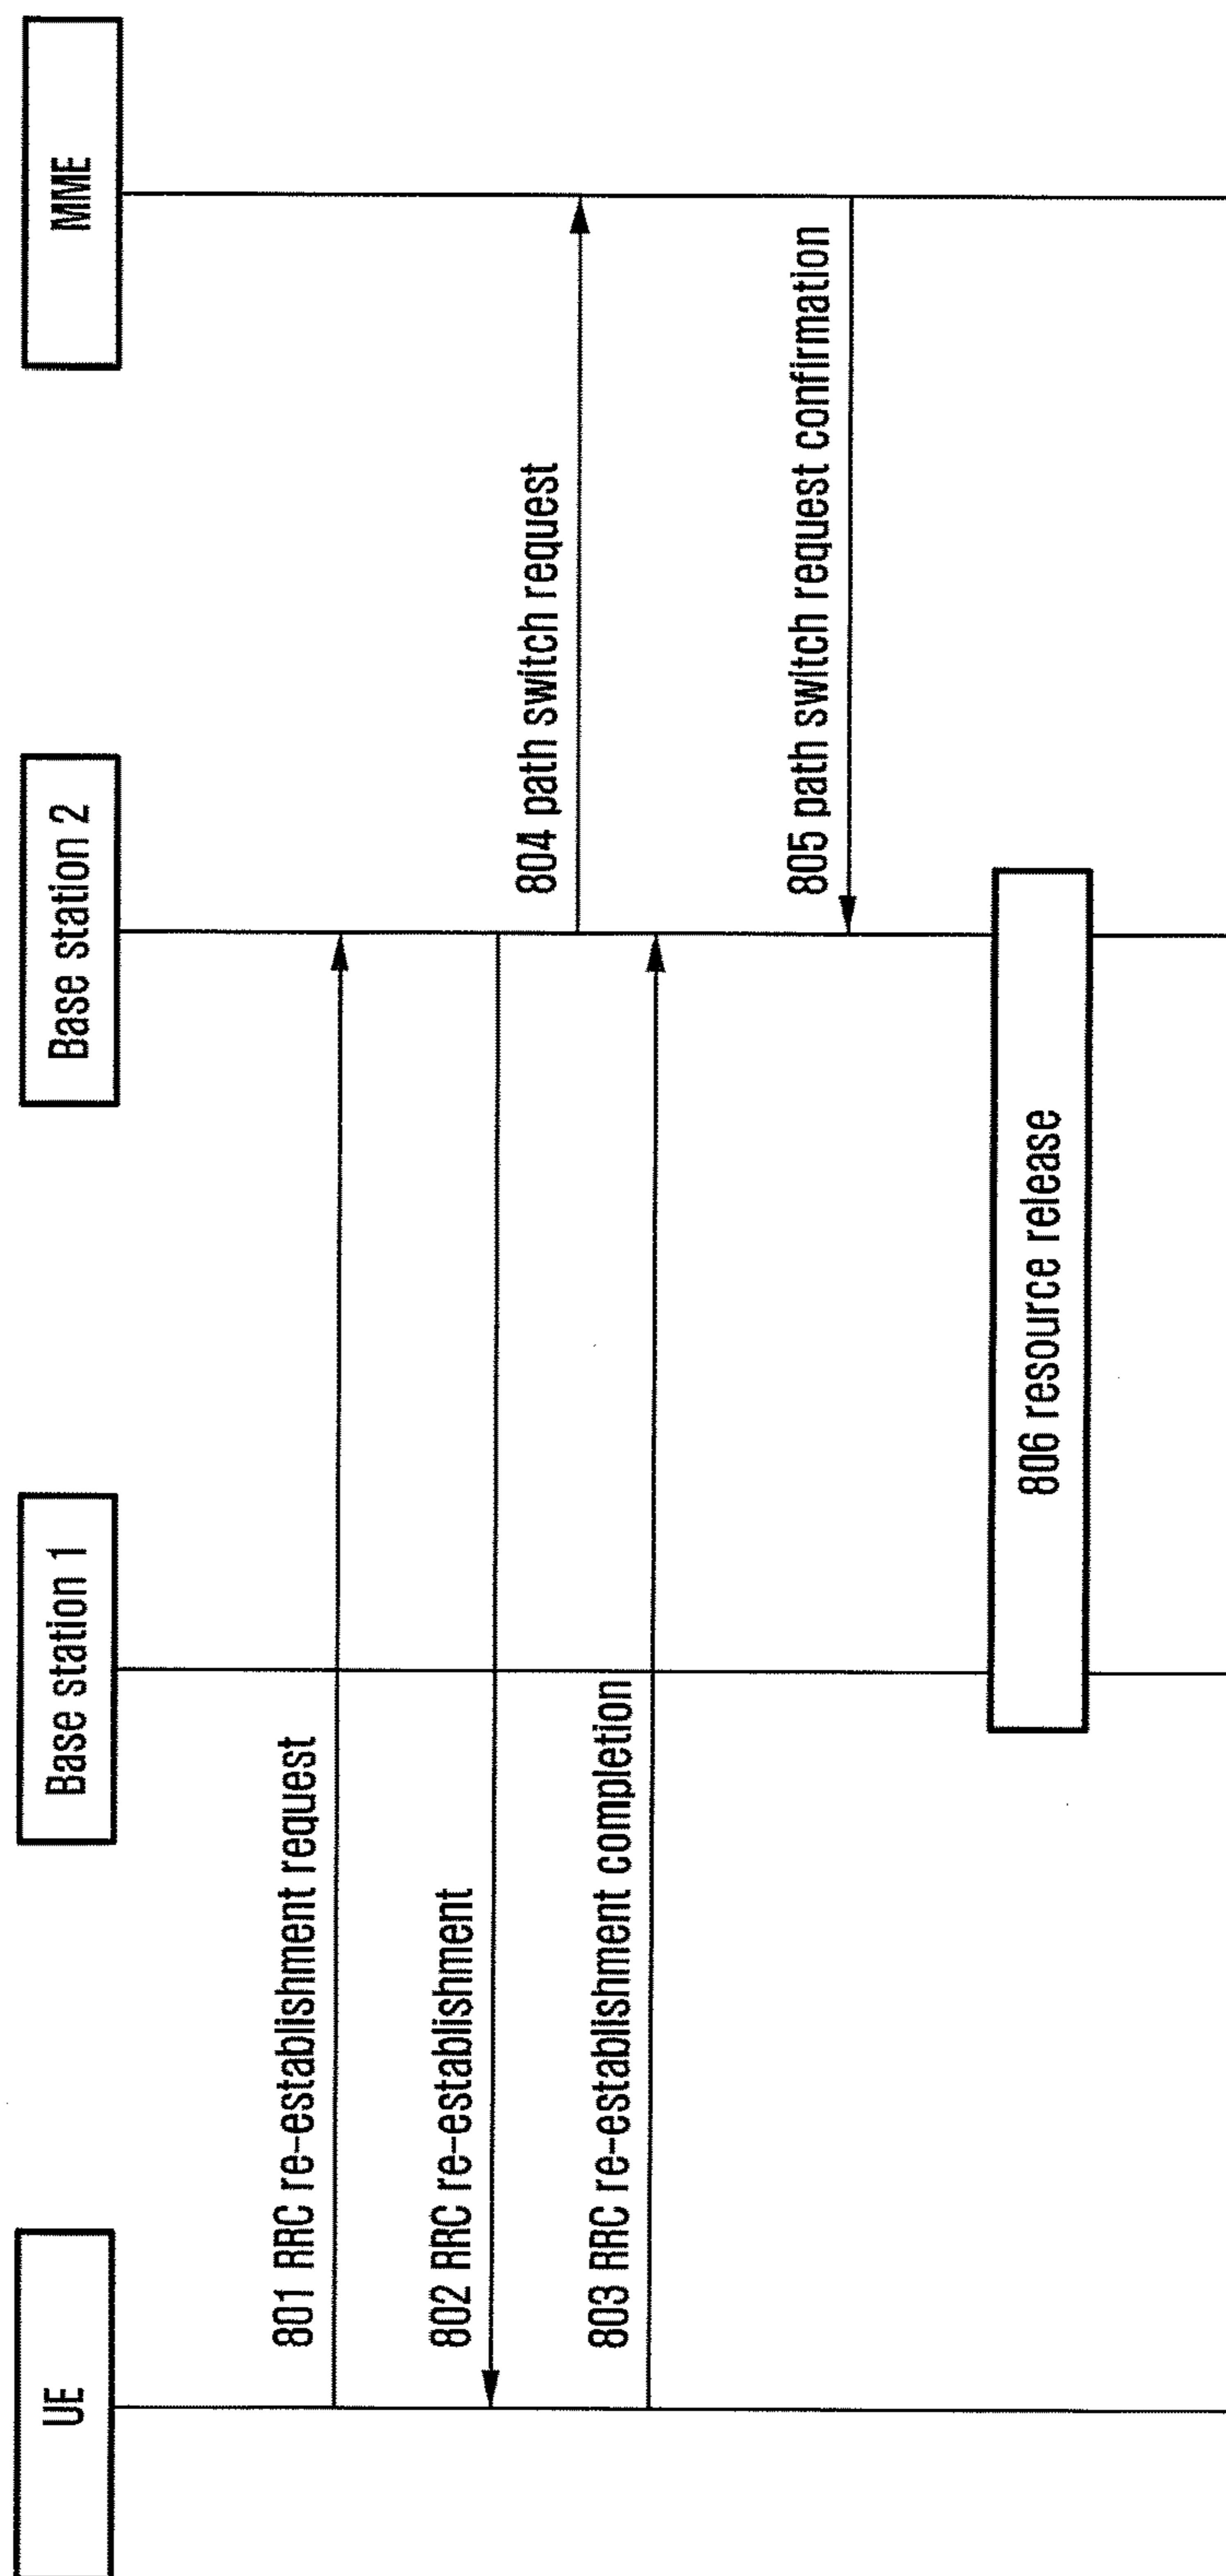 UE
Base station 1
Base station 2
MME
801 RRC re-establishment request
802 RRC re-establishment
804 path switch request
803 RRC re-establishment completion
805 path switch request confirmation
806 resource release